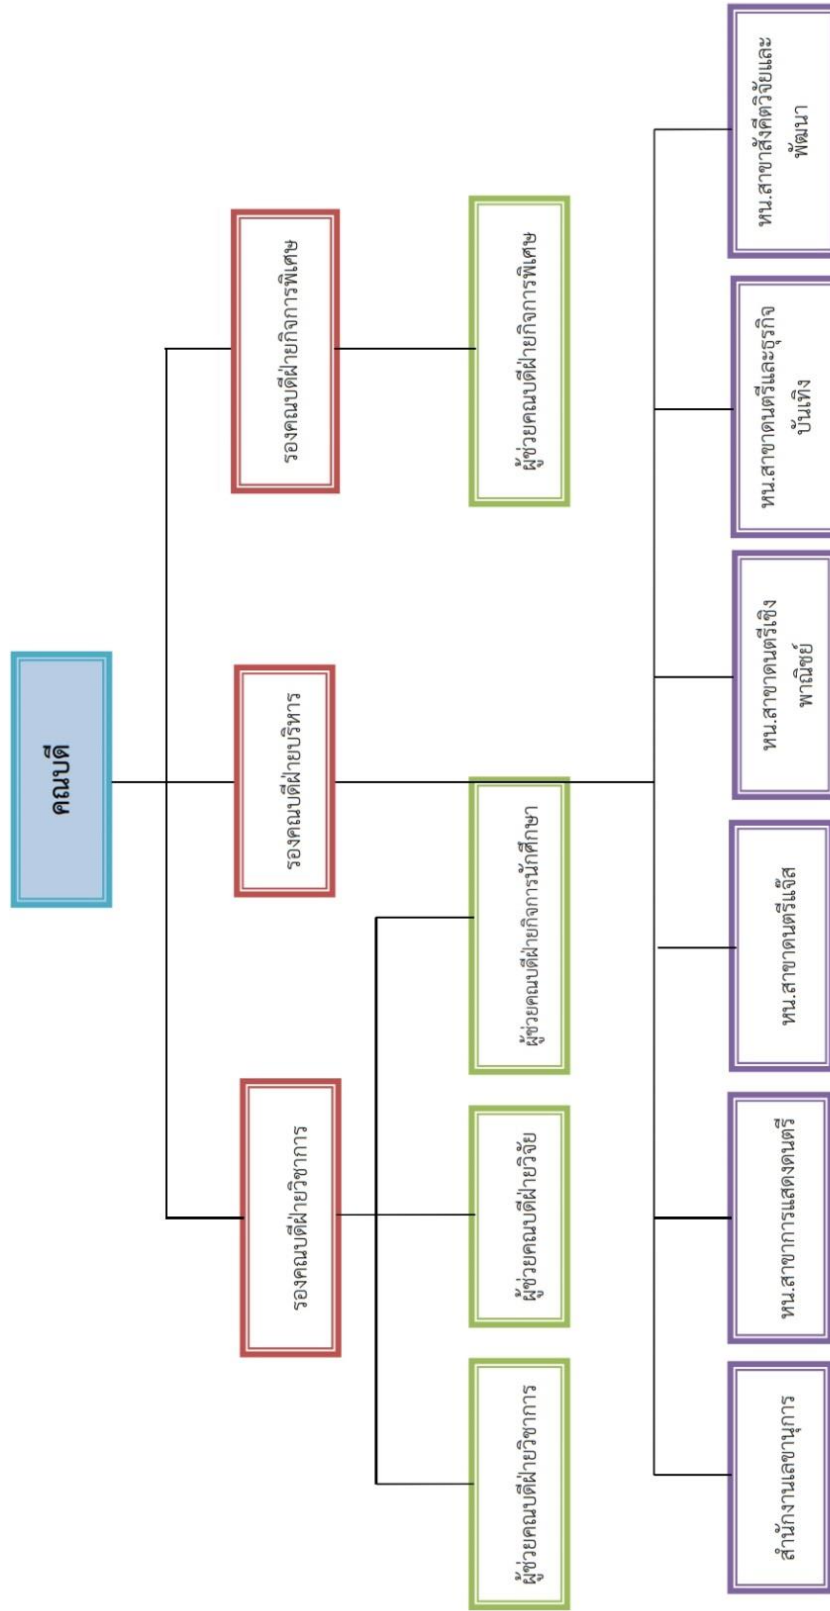 คณบดี
รองคณบดีฝ่ายวิชาการ
รองคณบดีฝ่ายบริหาร
รองคณบดีฝ่ายกิจการพิเศษ
ผู้ช่วยคณบดีฝ่ายวิชาการ
ผู้ช่วยคณบดีฝ่ายวิจัย
ผู้ช่วยคณบดีฝ่ายกิจการนักศึกษา
ผู้ช่วยคณบดีฝ่ายกิจการพิเศษ
สำนักงานเลขานุการ
หน.สาขาการแสดงดนตรี
หน.สาขาดนตรีแจ๊ส
หน.สาขาดนตรีเชิง
พาณิชย์
หน.สาขาดนตรีและธุรกิจ
บันเทิง
หน.สาขาสังคีตวิจัยและ
พัฒนา